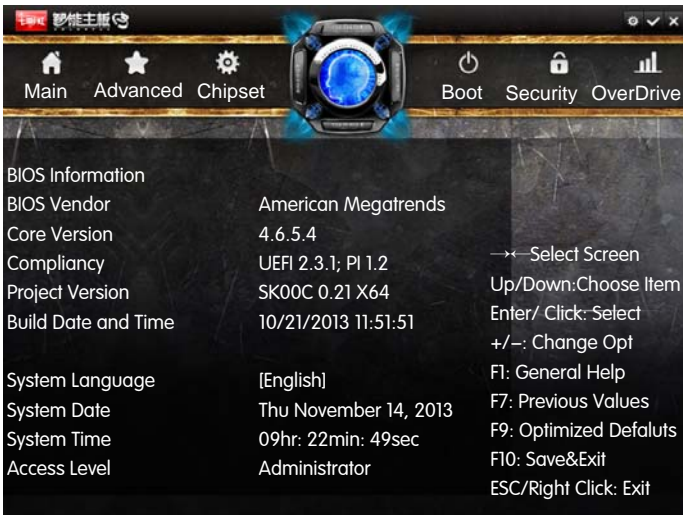 七彩虹 智能主板
Main Advanced Chipset Boot Security OverDrive
BIOS Information
BIOS Vendor American Megatrends
Core Version 4.6.5.4
Compliancy UEFI 2.3.1; PI 1.2
Project Version SK00C 0.21 X64
Build Date and Time 10/21/2013 11:51:51
System Language [English]
System Date Thu November 14, 2013
System Time 09hr: 22min: 49sec
Access Level Administrator
→←Select Screen
Up/Down:Choose Item
Enter/ Click: Select
+/–: Change Opt
F1: General Help
F7: Previous Values
F9: Optimized Defaluts
F10: Save&Exit
ESC/Right Click: Exit